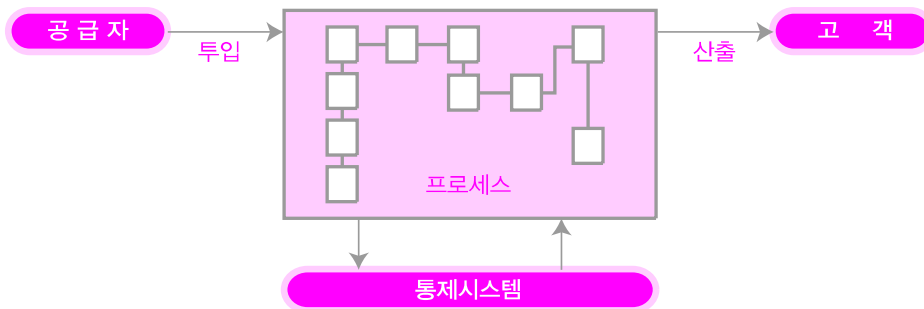 공 급 자
투입
산출
고 객
프로세스
통제시스템